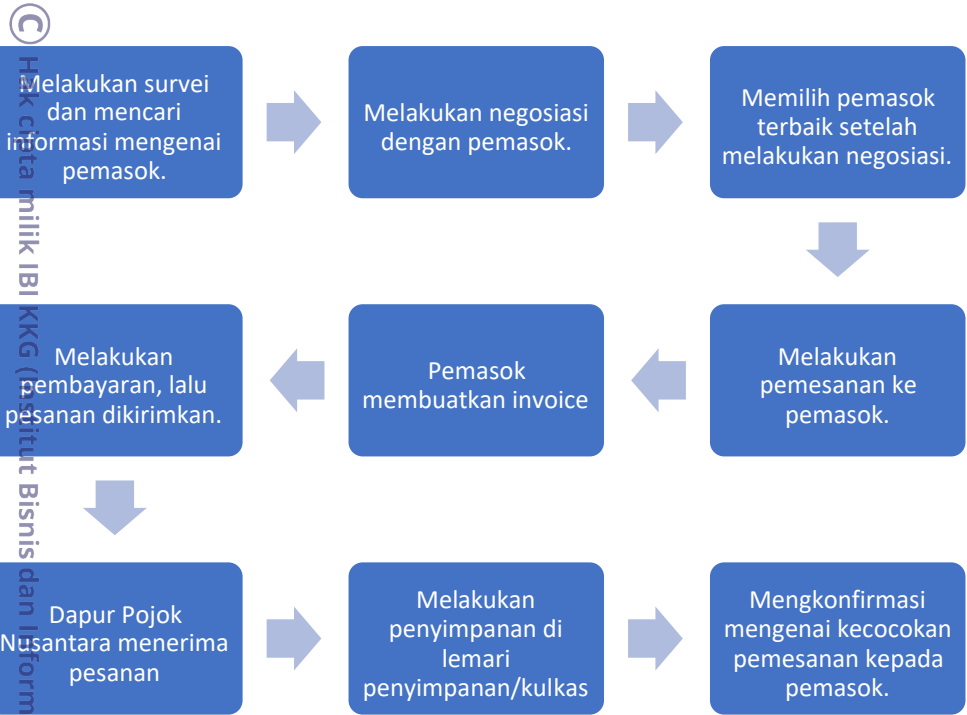 Melakukan survei
dan mencari
informasi mengenai
pemasok.
Melakukan negosiasi
dengan pemasok.
Memilih pemasok
terbaik setelah
melakukan negosiasi.
Melakukan
pemesanan ke
pemasok.
Pemasok
membuatkan invoice
Melakukan
pembayaran, lalu
pesanan dikirimkan.
Dapur Pojok
Nusantara menerima
pesanan
Melakukan
penyimpanan di
lemari
penyimpanan/kulkas
Mengkonfirmasi
mengenai kecocokan
pemesanan kepada
pemasok.
© Hak cipta milik IBI KKG (Institut Bisnis dan Inform